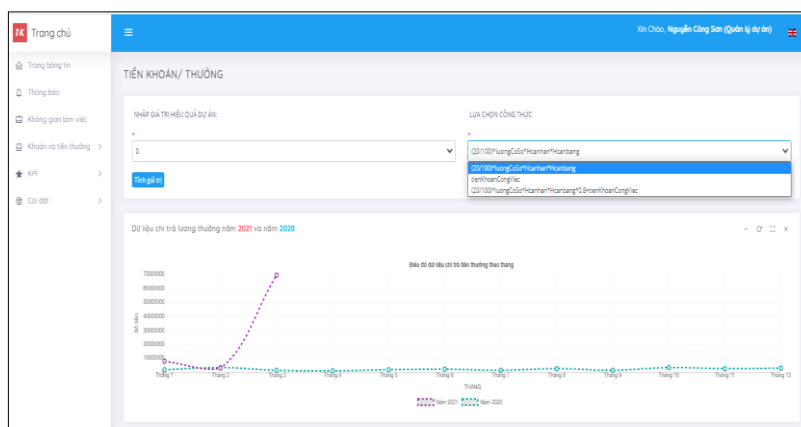 TK Trang chủ
Xin Chào, Nguyễn Công Sơn (Quản lý dự án)
Trang bảng tin
Thông báo
Không gian làm việc
Khoán và tiền thưởng
KPI
Cài đặt
TIỀN KHOÁN/ THƯỞNG
NHẬP GIÁ TRỊ HIỆU QUẢ DỰ ÁN:
*
0
Tính giá trị
LỰA CHỌN CÔNG THỨC
*
(20/100)*luongCoSo*Hcanhan*Hcanbang
(20/100)*luongCoSo*Hcanhan*Hcanbang
tienKhoanCongViec
(20/100)*luongCoSo*Hcanhan*Hcanbang*0.8+tienKhoanCongViec
Dữ liệu chi trả lương thưởng năm 2021 và năm 2020
Biểu đồ dữ liệu chi trả tiền thưởng theo tháng
Số tiền
70000000
60000000
50000000
40000000
30000000
20000000
10000000
Tháng 1 Tháng 2 Tháng 3 Tháng 4 Tháng 5 Tháng 6 Tháng 7 Tháng 8 Tháng 9 Tháng 10 Tháng 11 Tháng 12
THÁNG
Năm 2021 Năm 2020